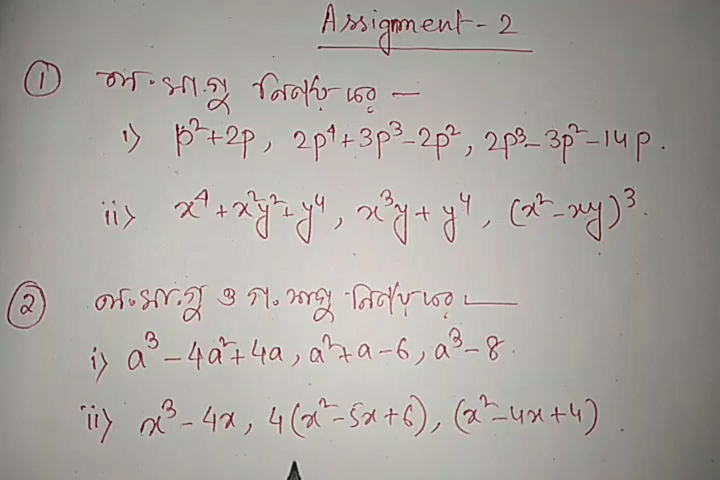 Assignment - 2
① ল.সা.গু নির্ণয় কর —
i) p²+2p, 2p⁴+3p³-2p², 2p³-3p²-14p.
ii) x⁴+x²y²+y⁴, x³y+y⁴, (x²-xy)³.
② ল.সা.গু ও গ.সা.গু নির্ণয় কর —
i) a³-4a²+4a, a²+a-6, a³-8.
ii) x³-4x, 4(x²-5x+6), (x²-4x+4).